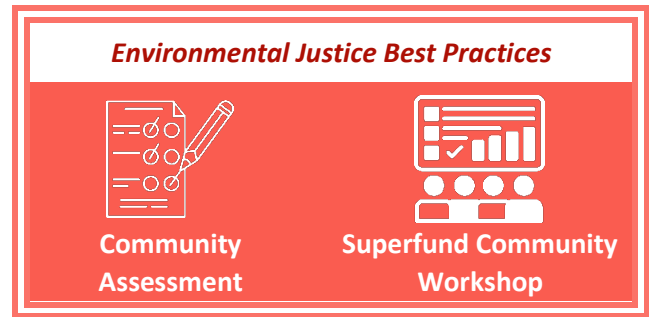 Environmental Justice Best Practices
Community
Assessment
Superfund Community
Workshop